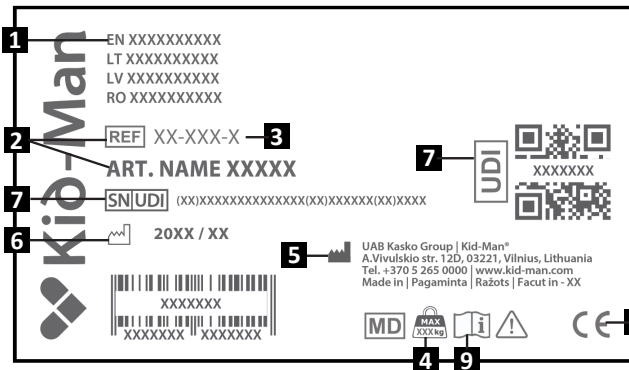 1
EN XXXXXXXXXX
LT XXXXXXXXXX
LV XXXXXXXXXX
RO XXXXXXXXXX
Kid-Man
2
REF XX-XXX-X
3
ART. NAME XXXXX
7
SN UDI (XX)XXXXXXXXXXXXXX(XX)XXXXXX(XX)XXXX
7
UDI
XXXXXXX
6
20XX / XX
5
UAB Kasko Group | Kid-Man®
A.Vivulskio str. 12D, 03221, Vilnius, Lithuania
Tel. +370 5 265 0000 | www.kid-man.com
Made in | Pagaminta | Ražots | Facut in - XX
XXXXXXX
XXXXXXX XXXXXXX
MD
MAX
XXX kg
i
!
CE
4
9